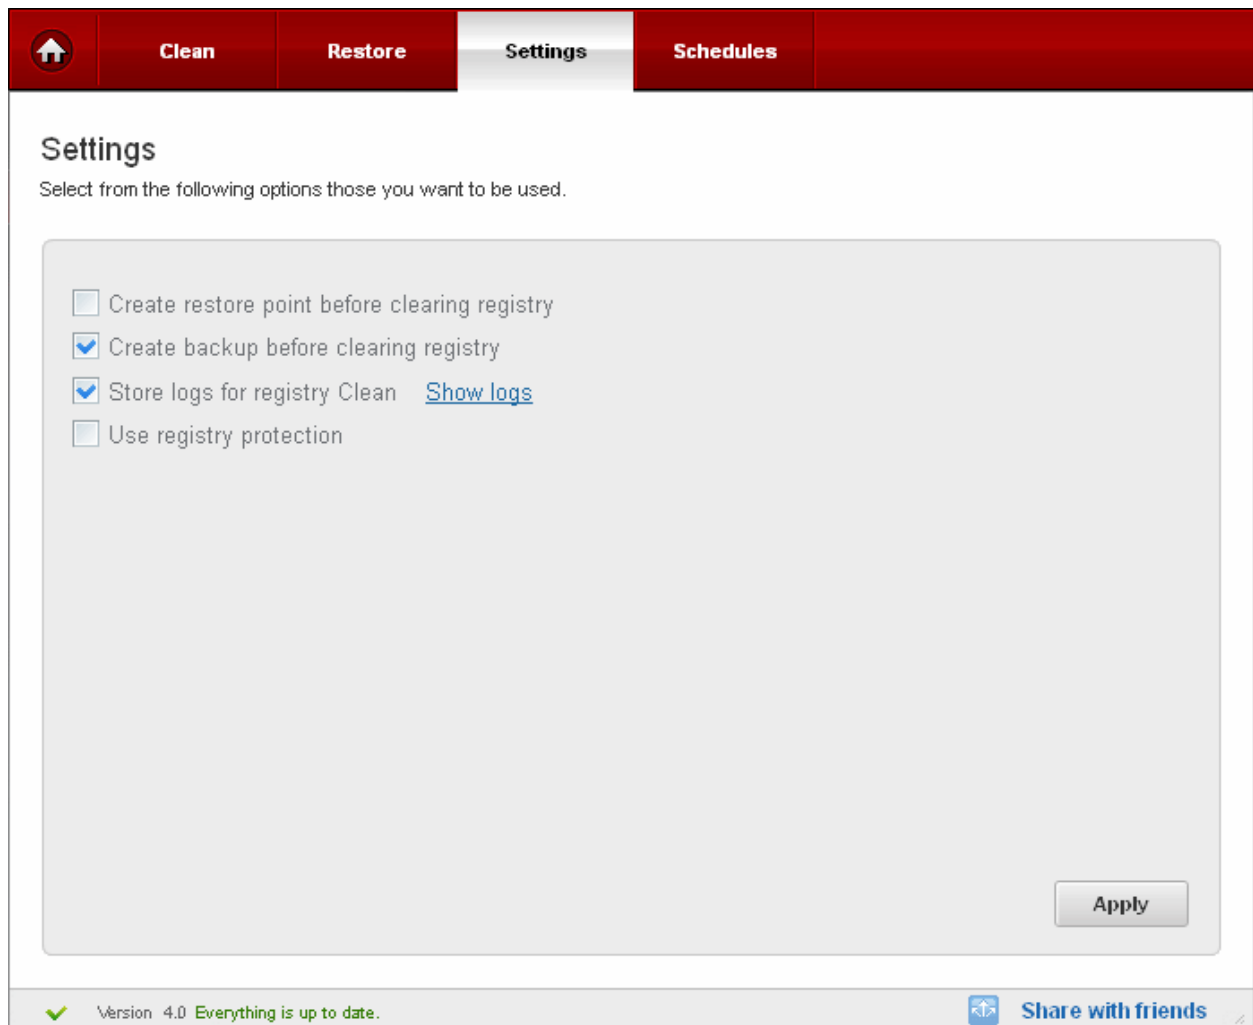 Clean Restore Settings Schedules
Settings
Select from the following options those you want to be used.
Create restore point before clearing registry
Create backup before clearing registry
Store logs for registry Clean Show logs
Use registry protection
Apply
Version 4.0 Everything is up to date. Share with friends